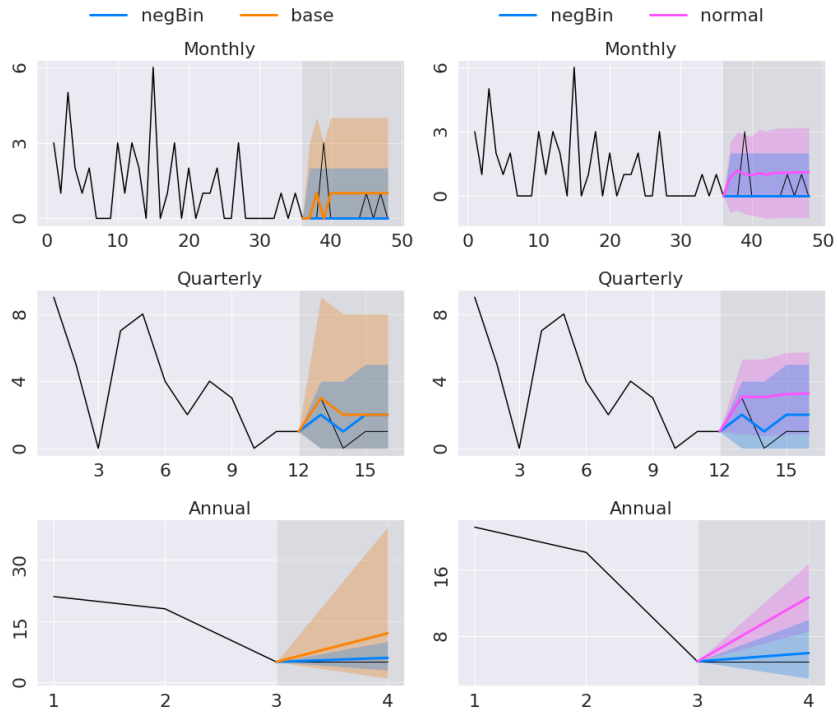 negBin base negBin normal
Monthly Monthly
6 6
3 3
0 0
0 10 20 30 40 50 0 10 20 30 40 50
Quarterly Quarterly
8 8
4 4
0 0
3 6 9 12 15 3 6 9 12 15
Annual Annual
30 16
15 8
0
1 2 3 4 1 2 3 4